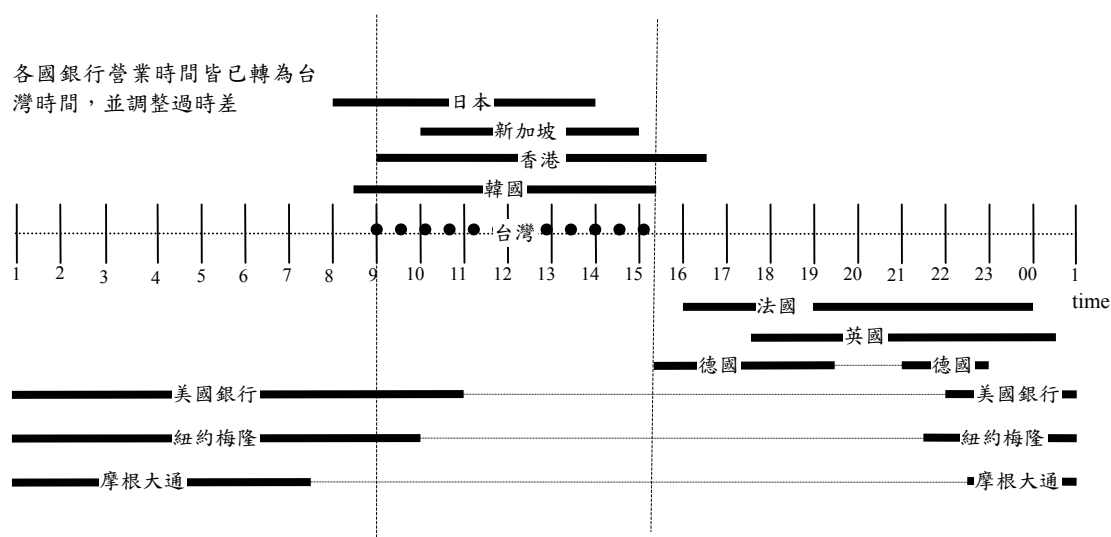 各國銀行營業時間皆已轉為台
灣時間，並調整過時差
日本
新加坡
香港
韓國
台灣
1 2 3 4 5 6 7 8 9 10 11 12 13 14 15 16 17 18 19 20 21 22 23 00 1
time
法國
英國
德國 德國
美國銀行 美國銀行
紐約梅隆 紐約梅隆
摩根大通 摩根大通